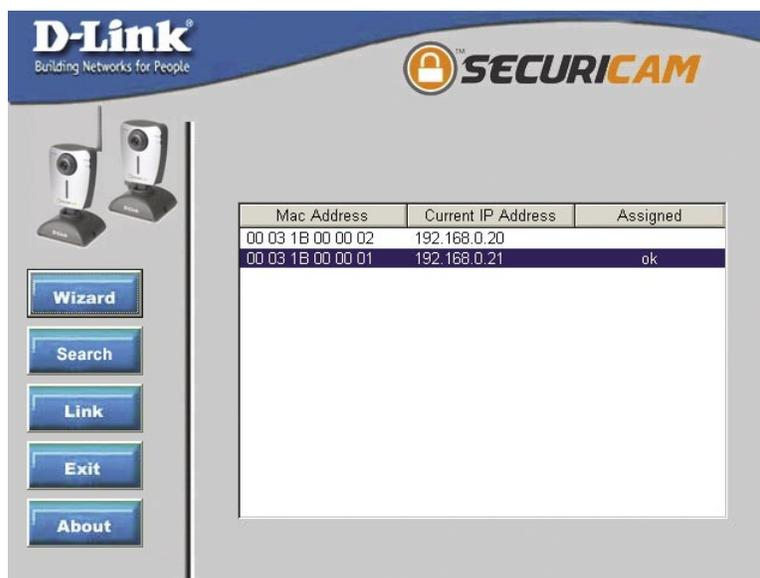 D-Link®
Building Networks for People
SECURICAM™
Mac Address Current IP Address Assigned
00 03 1B 00 00 02 192.168.0.20
00 03 1B 00 00 01 192.168.0.21 ok
Wizard
Search
Link
Exit
About